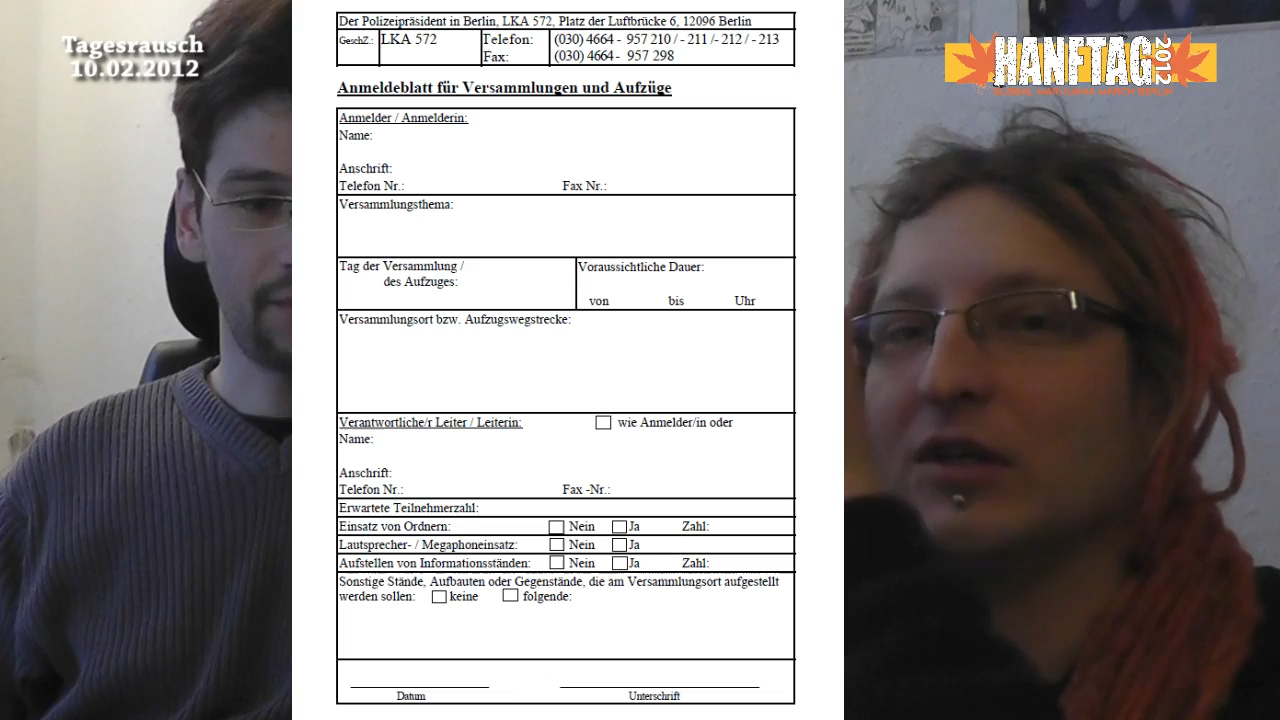 Tagesrausch
10.02.2012
HANFTAG 2012
GLOBAL MARIJUANA MARCH BERLIN
Der Polizeipräsident in Berlin, LKA 572, Platz der Luftbrücke 6, 12096 Berlin
GeschZ.: LKA 572 Telefon: (030) 4664 - 957 210 / - 211 /- 212 / - 213
Fax: (030) 4664 - 957 298
Anmeldeblatt für Versammlungen und Aufzüge
Anmelder / Anmelderin:
Name:
Anschrift:
Telefon Nr.: Fax Nr.:
Versammlungsthema:
Tag der Versammlung / Voraussichtliche Dauer:
des Aufzuges:
von bis Uhr
Versammlungsort bzw. Aufzugswegstrecke:
Verantwortliche/r Leiter / Leiterin: wie Anmelder/in oder
Name:
Anschrift:
Telefon Nr.: Fax -Nr.:
Erwartete Teilnehmerzahl:
Einsatz von Ordnern: Nein Ja Zahl:
Lautsprecher- / Megaphoneinsatz: Nein Ja
Aufstellen von Informationsständen: Nein Ja Zahl:
Sonstige Stände, Aufbauten oder Gegenstände, die am Versammlungsort aufgestellt
werden sollen: keine folgende:
Datum Unterschrift